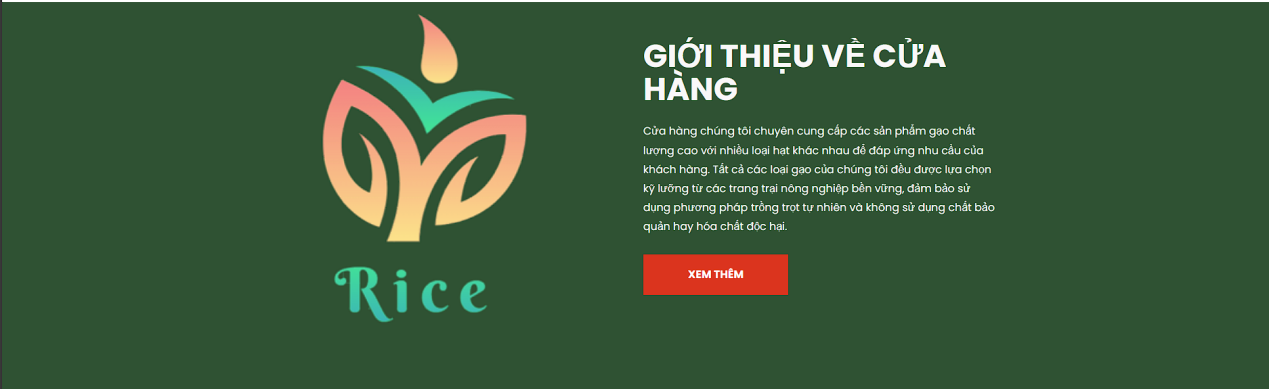 Rice
GIỚI THIỆU VỀ CỬA
HÀNG
Cửa hàng chúng tôi chuyên cung cấp các sản phẩm gạo chất
lượng cao với nhiều loại hạt khác nhau để đáp ứng nhu cầu của
khách hàng. Tất cả các loại gạo của chúng tôi đều được lựa chọn
kỹ lưỡng từ các trang trại nông nghiệp bền vững, đảm bảo sử
dụng phương pháp trồng trọt tự nhiên và không sử dụng chất bảo
quản hay hóa chất độc hại.
XEM THÊM